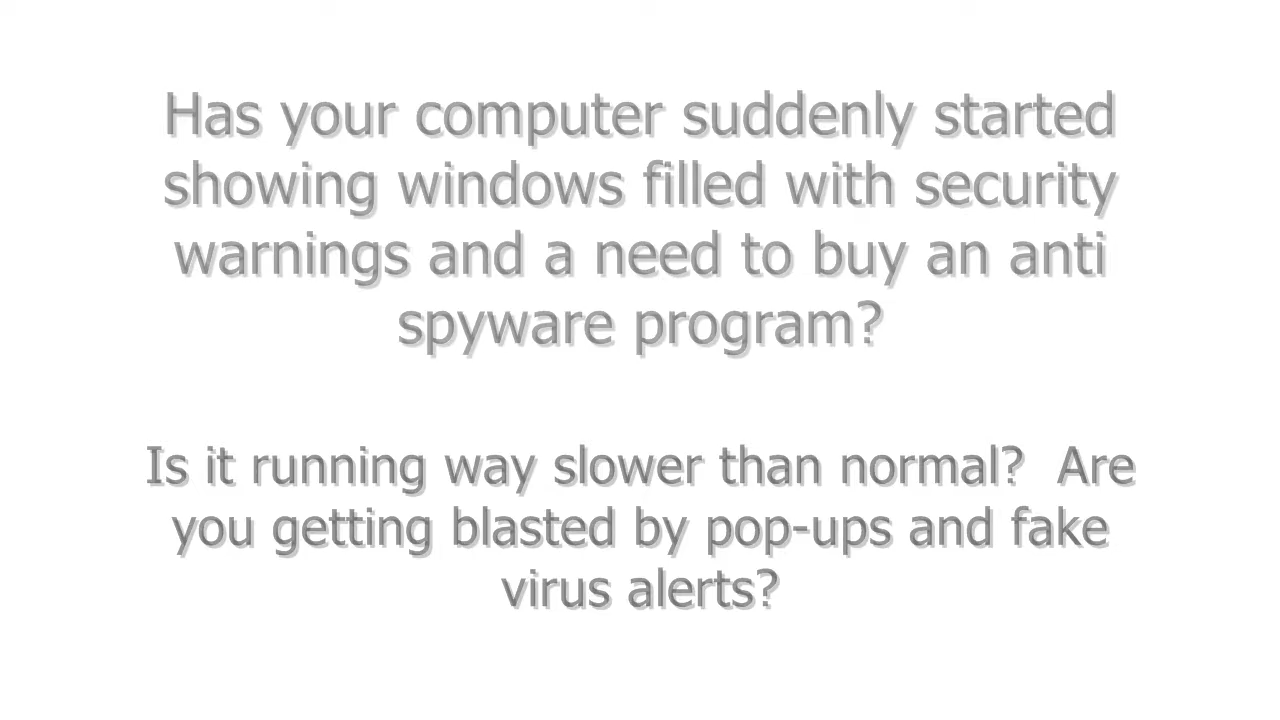 Has your computer suddenly started
showing windows filled with security
warnings and a need to buy an anti
spyware program?
Is it running way slower than normal?  Are
you getting blasted by pop-ups and fake
virus alerts?